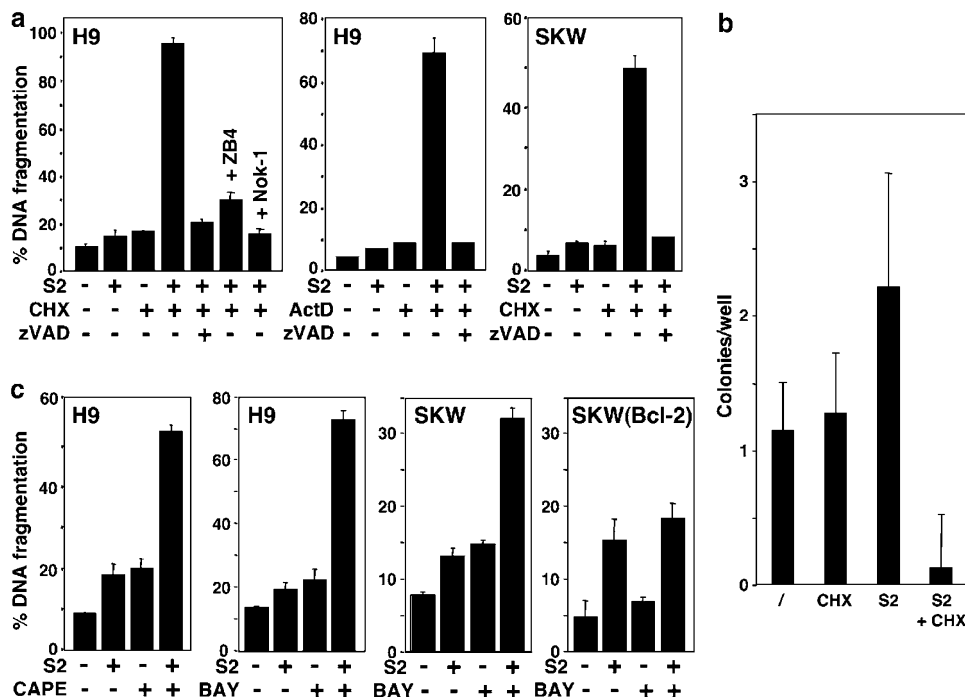 a
b
c
H9
% DNA fragmentation
100
80
60
40
20
0
+ ZB4
+ Nok-1
S2 - + - + + + +
CHX - - + + + + +
zVAD - - - - + - -
H9
80
60
40
20
0
S2 - + - + +
ActD - - + + +
zVAD - - - - +
SKW
60
40
20
0
S2 - + - + +
CHX - - + + +
zVAD - - - - +
Colonies/well
3
2
1
0
/
CHX
S2
S2
+ CHX
H9
% DNA fragmentation
60
40
20
0
S2 - + - +
CAPE - - + +
H9
80
60
40
20
0
S2 - + - +
BAY - - + +
SKW
30
20
10
0
S2 - + - +
BAY - - + +
SKW(Bcl-2)
30
20
10
0
S2 - + - +
BAY - - + +